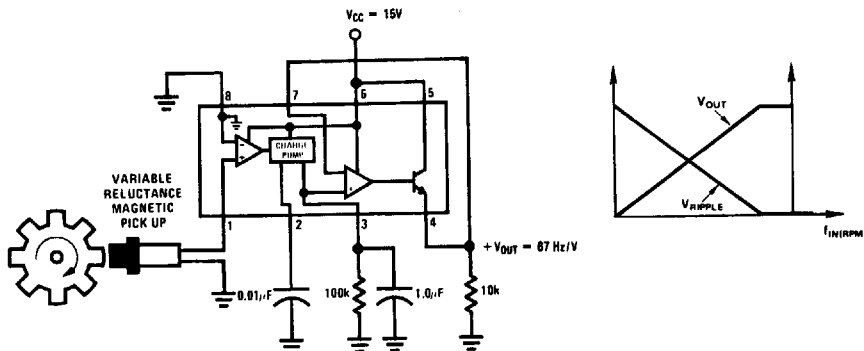 VCC = 15V
8
7
6
5
CHARGE
PUMP
VARIABLE
RELUCTANCE
MAGNETIC
PICK UP
1
2
3
4
+ VOUT = 67 Hz/V
0.01µF
100k
1.0µF
10k
VOUT
VRIPPLE
fIN(RPM